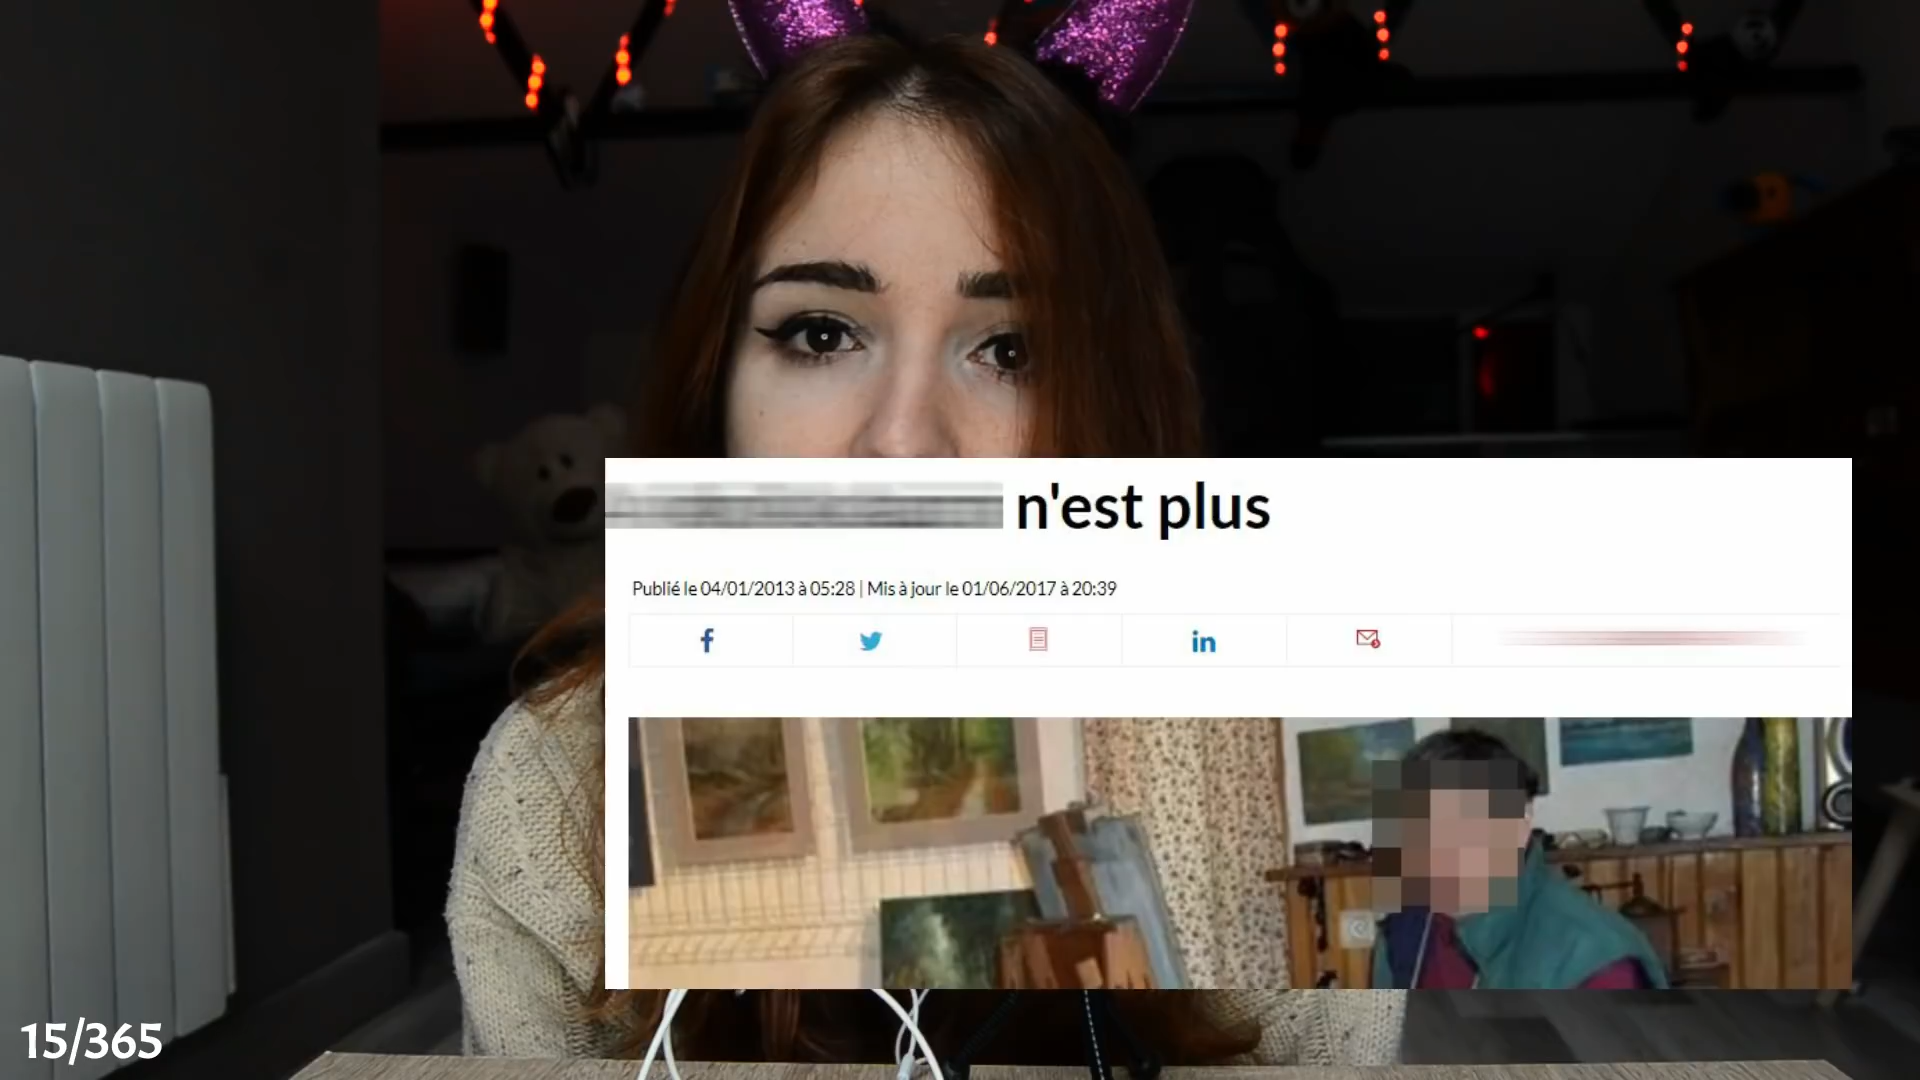 n'est plus
Publié le 04/01/2013 à 05:28 | Mis à jour le 01/06/2017 à 20:39
15/365